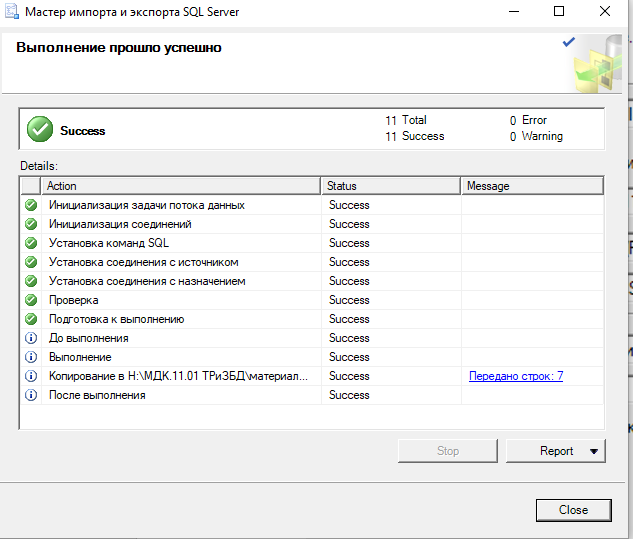 Мастер импорта и экспорта SQL Server
Выполнение прошло успешно
Success
11 Total 0 Error
11 Success 0 Warning
Details:
Action Status Message
Инициализация задачи потока данных Success
Инициализация соединений Success
Установка команд SQL Success
Установка соединения с источником Success
Установка соединения с назначением Success
Проверка Success
Подготовка к выполнению Success
До выполнения Success
Выполнение Success
Копирование в H:\МДК.11.01 ТРиЗБД\материал... Success Передано строк: 7
После выполнения Success
Stop Report
Close